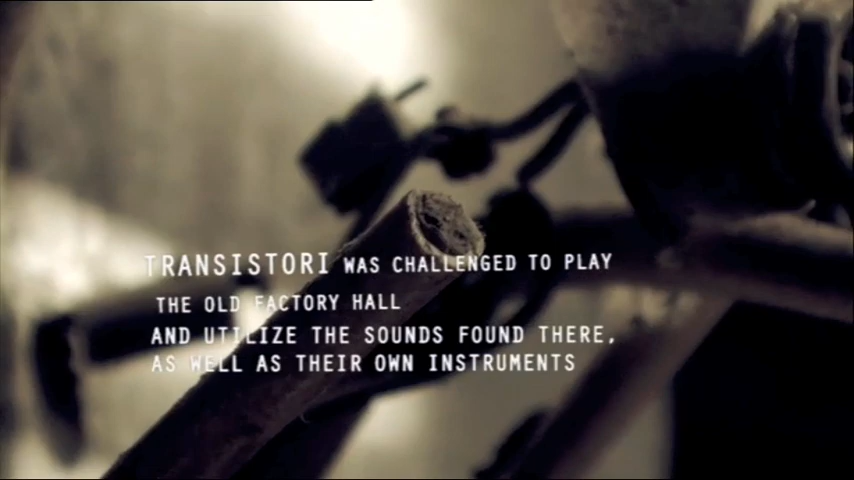 TRANSISTORI WAS CHALLENGED TO PLAY
THE OLD FACTORY HALL
AND UTILIZE THE SOUNDS FOUND THERE,
AS WELL AS THEIR OWN INSTRUMENTS